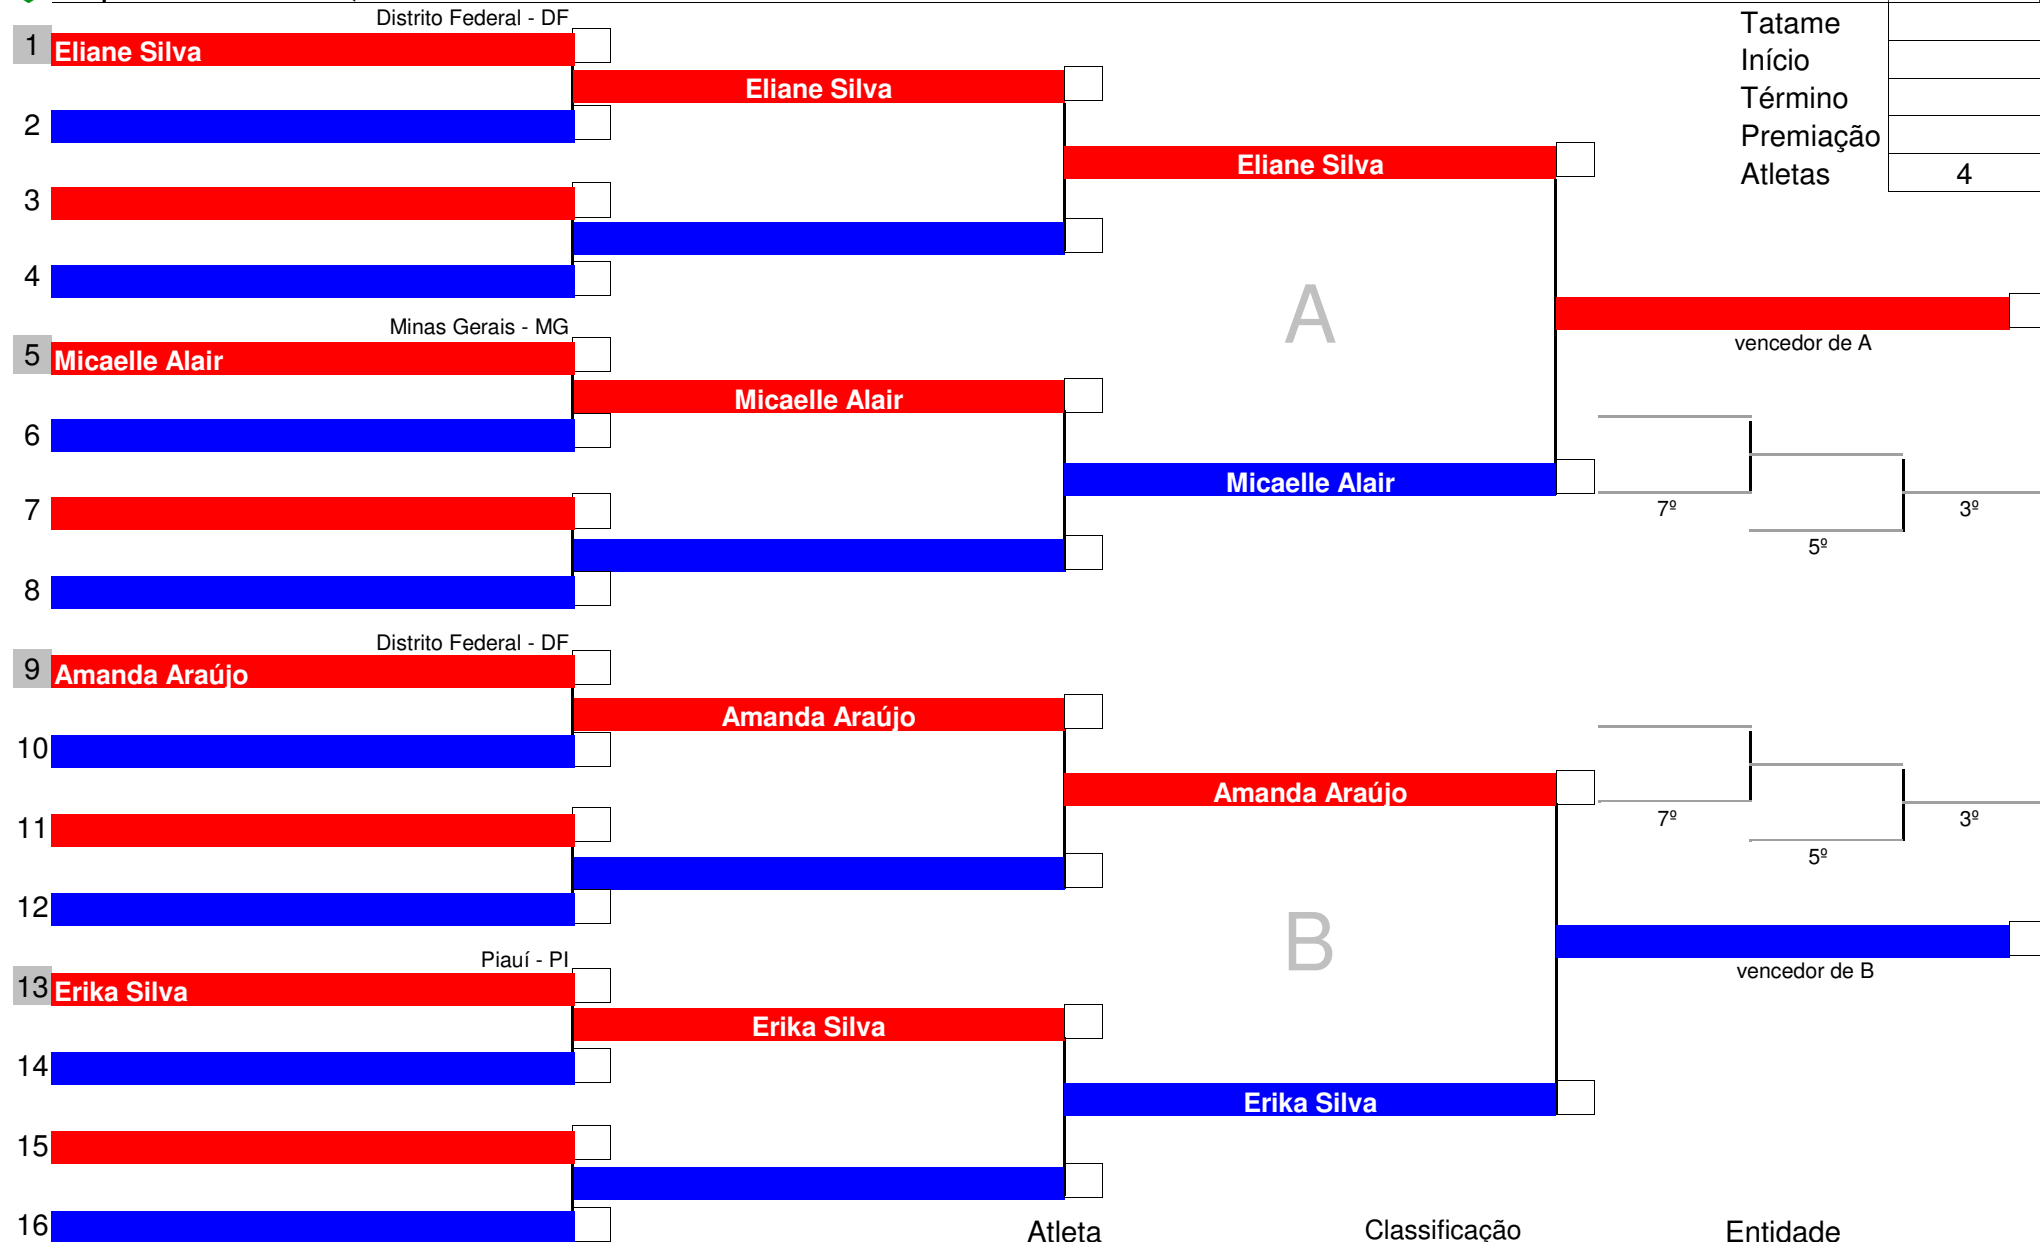 Distrito Federal - DF
Tatame
1 Eliane Silva
Início
Eliane Silva
Término
2
Premiação
Eliane Silva
Atletas 4
3
4
A
Minas Gerais - MG
vencedor de A
5 Micaelle Alair
Micaelle Alair
6
Micaelle Alair
7
7º 3º
5º
8
Distrito Federal - DF
9 Amanda Araújo
Amanda Araújo
10
Amanda Araújo
11
7º 3º
5º
12
B
Piauí - PI
vencedor de B
13 Erika Silva
Erika Silva
14
Erika Silva
15
16
Atleta Classificação Entidade